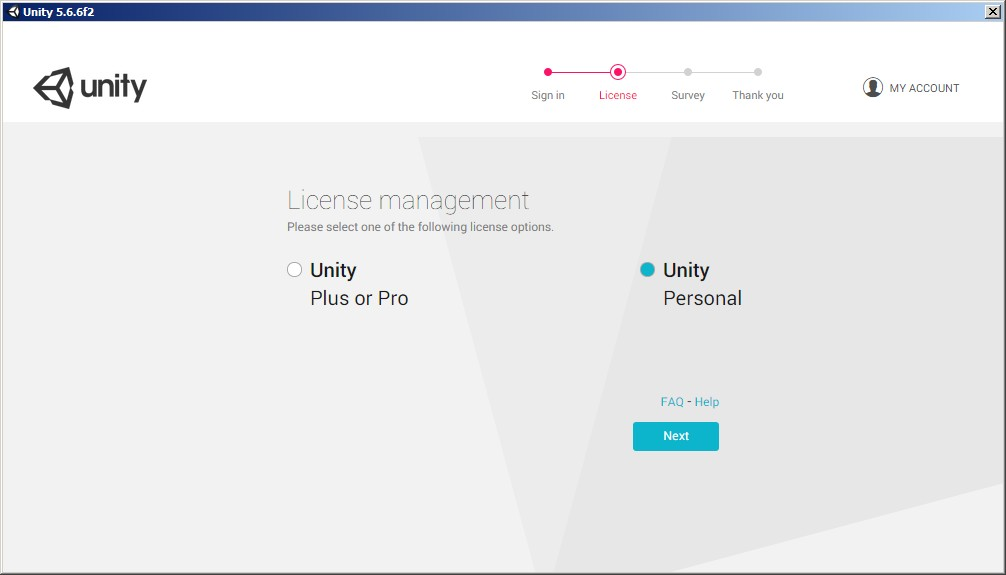 Unity 5.6.6f2
unity
Sign in
License
Survey
Thank you
MY ACCOUNT
License management
Please select one of the following license options.
Unity
Plus or Pro
Unity
Personal
FAQ - Help
Next